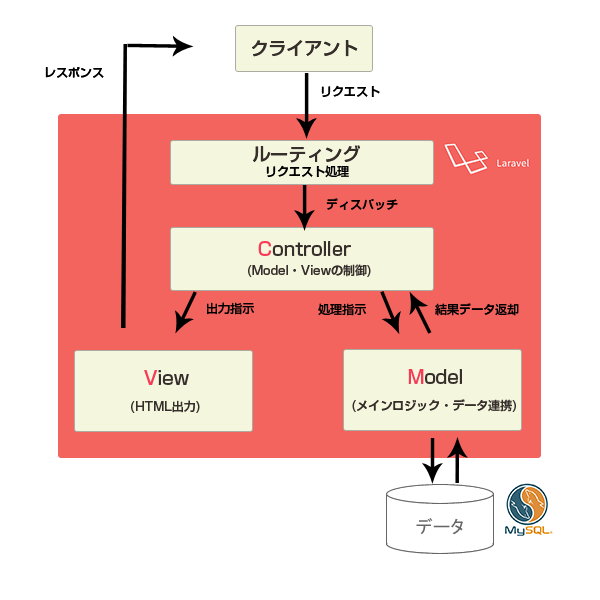 クライアント
レスポンス
リクエスト
ルーティング
リクエスト処理
Laravel
ディスパッチ
Controller
(Model・Viewの制御)
出力指示
処理指示
結果データ返却
View
(HTML出力)
Model
(メインロジック・データ連携)
データ
MySQL